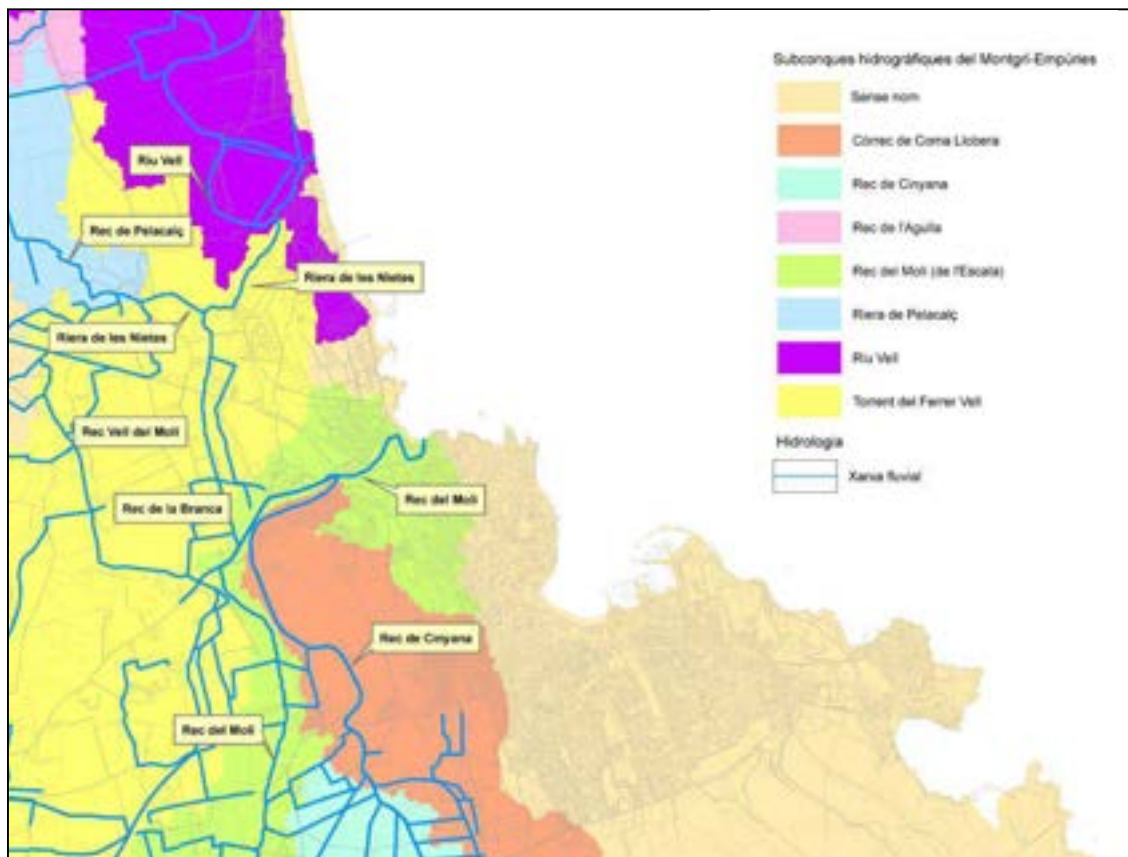 Subconques hidrogràfiques del Montgrí-Empúries
Sense nom
Còrrec de Coma Llobera
Rec de Cinyana
Rec de l'Agulla
Rec del Molí (de l'Escala)
Riera de Pelacalç
Riu Vell
Torrent del Ferrer Vell
Hidrologia
Xarxa fluvial
Riu Vell
Rec de Pelacalç
Riera de les Nietes
Riera de les Nietes
Rec Vell del Molí
Rec de la Branca
Rec del Molí
Rec de Cinyana
Rec del Molí